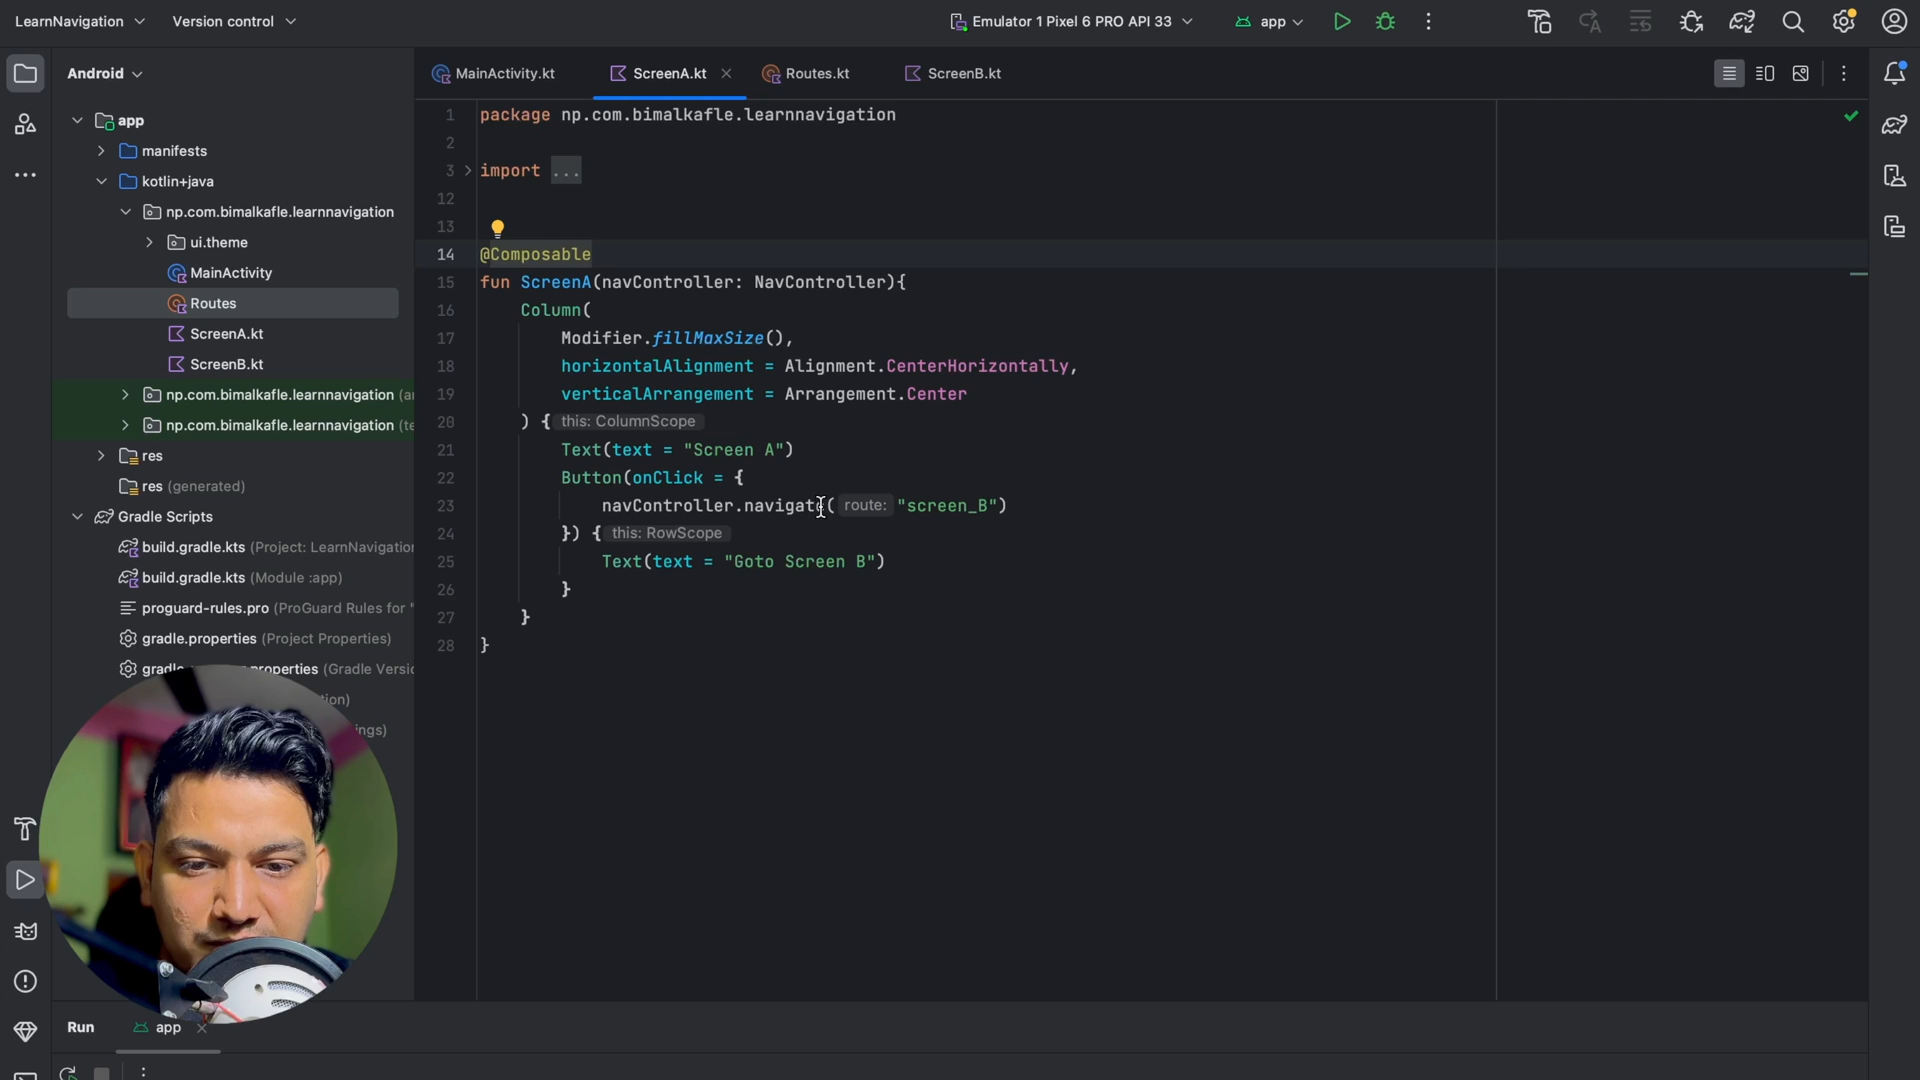 LearnNavigation
Version control
Emulator 1 Pixel 6 PRO API 33
app
Android
MainActivity.kt
ScreenA.kt
Routes.kt
ScreenB.kt
app
manifests
kotlin+java
np.com.bimalkafle.learnnavigation
ui.theme
MainActivity
Routes
ScreenA.kt
ScreenB.kt
np.com.bimalkafle.learnnavigation (
np.com.bimalkafle.learnnavigation (te
res
res (generated)
Gradle Scripts
build.gradle.kts (Project: LearnNavigation
build.gradle.kts (Module :app)
proguard-rules.pro (ProGuard Rules for "
gradle.properties (Project Properties)
properties (Gradle Versi
tion)
ings)
1 package np.com.bimalkafle.learnnavigation
2
3 import ...
12
13
14 @Composable
15 fun ScreenA(navController: NavController){
16 Column(
17 Modifier.fillMaxSize(),
18 horizontalAlignment = Alignment.CenterHorizontally,
19 verticalArrangement = Arrangement.Center
20 ) { this: ColumnScope
21 Text(text = "Screen A")
22 Button(onClick = {
23 navController.navigate( route: "screen_B")
24 }) { this: RowScope
25 Text(text = "Goto Screen B")
26 }
27 }
28 }
Run
app